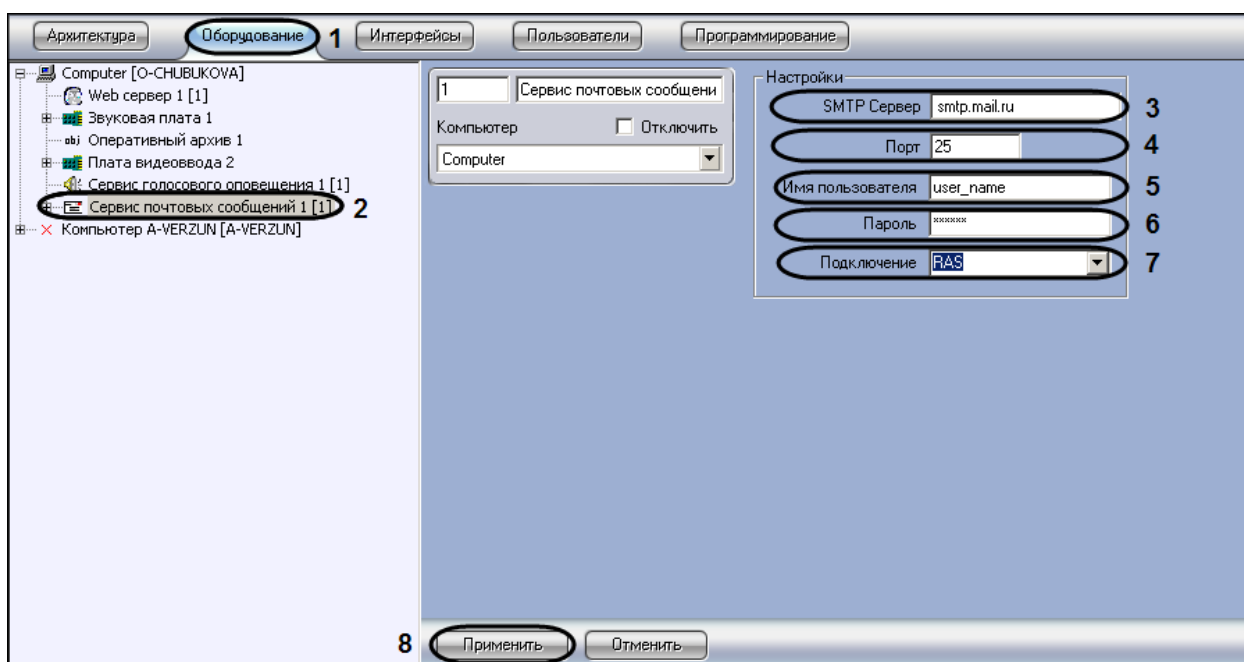 Архитектура Оборудование 1 Интерфейсы Пользователи Программирование
Computer [O-CHUBUKOVA]
Web сервер 1 [1]
Звуковая плата 1
obj Оперативный архив 1
Плата видеоввода 2
Сервис голосового оповещения 1 [1]
Сервис почтовых сообщений 1 [1] 2
Компьютер A-VERZUN [A-VERZUN]
1 Сервис почтовых сообщени
Компьютер Отключить
Computer
Настройки
SMTP Сервер smtp.mail.ru 3
Порт 25 4
Имя пользователя user_name 5
Пароль ****** 6
Подключение RAS 7
8 Применить Отменить